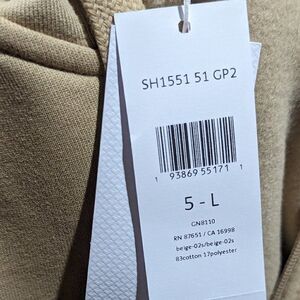 SH1551 51 GP2
1 93869 55171 1
5 - L
GN8110
RN 87651 / CA 16998
beige-02s/beige-02s
83cotton 17polyester